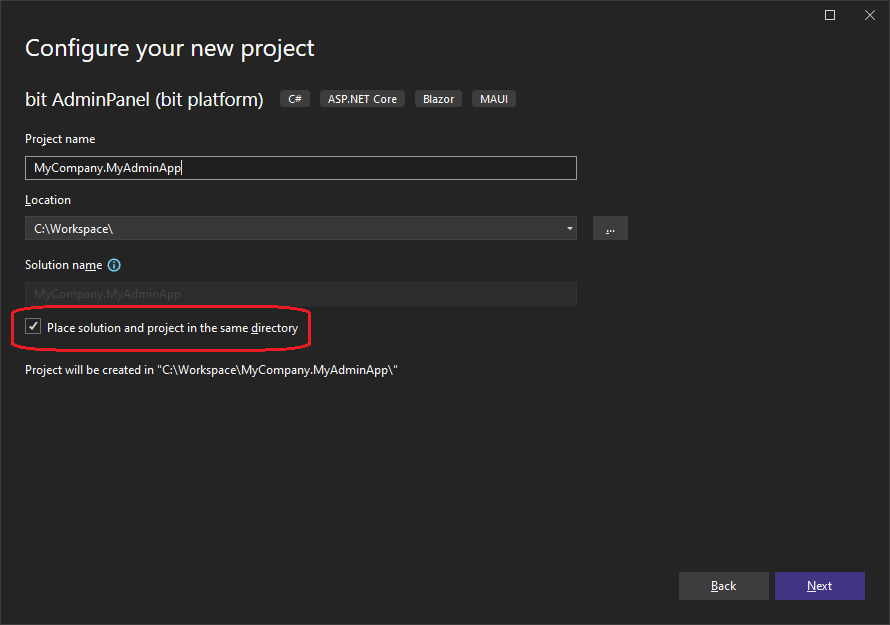 Configure your new project
bit AdminPanel (bit platform) C# ASP.NET Core Blazor MAUI
Project name
MyCompany.MyAdminApp
Location
C:\Workspace\
...
Solution name
MyCompany.MyAdminApp
Place solution and project in the same directory
Project will be created in "C:\Workspace\MyCompany.MyAdminApp\"
Back Next